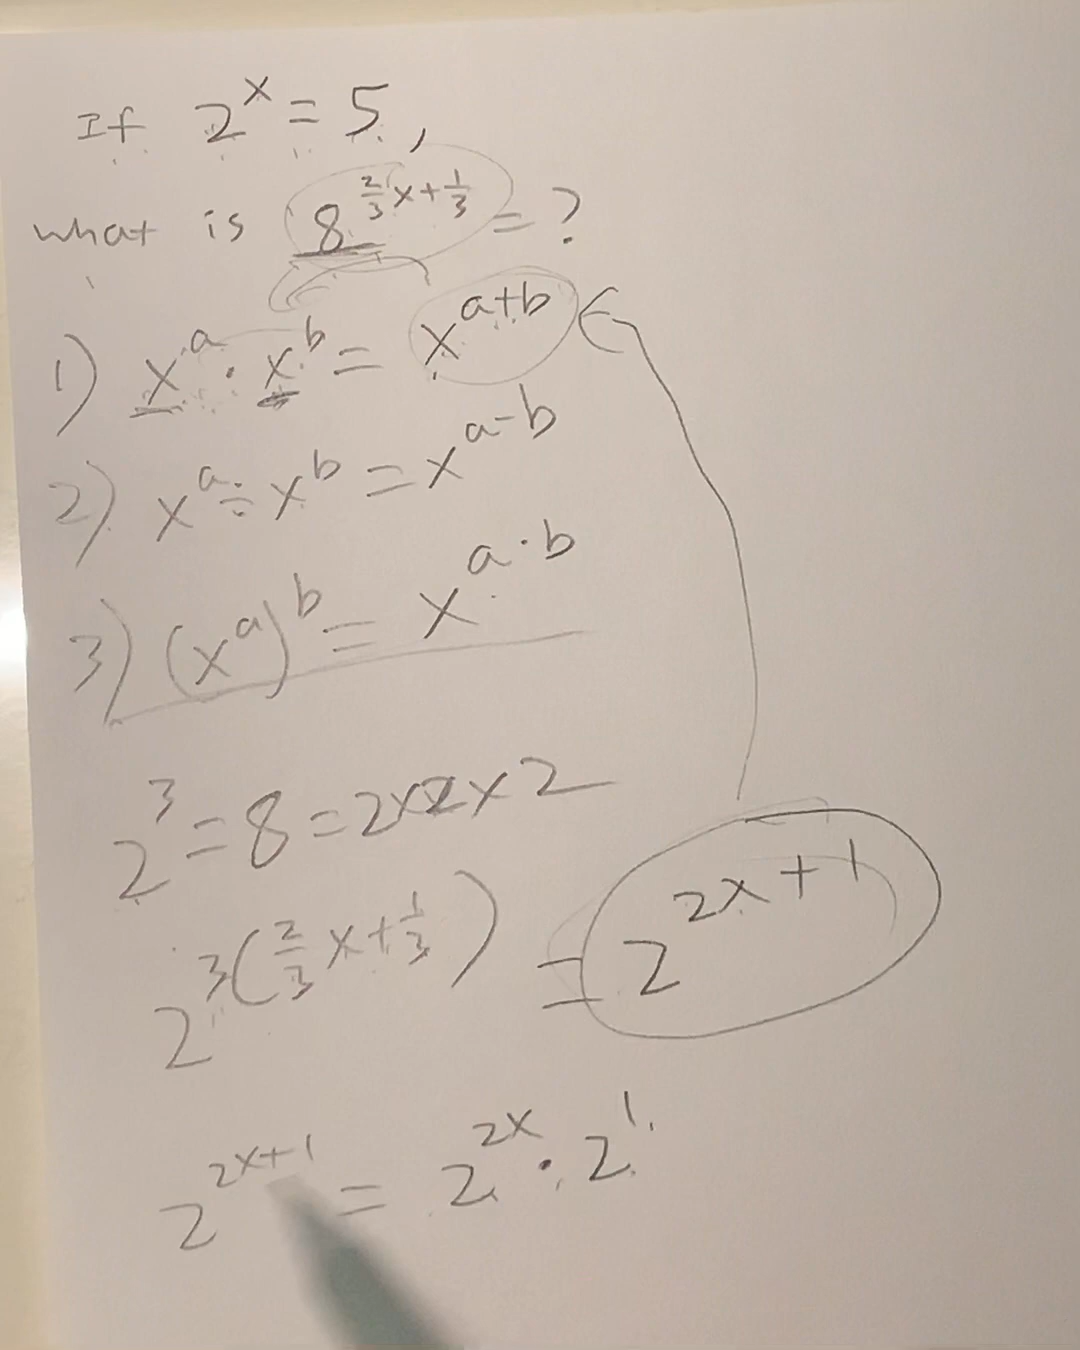 If 2^x = 5,
what is 8^(2/3 x + 1/3) = ?
1) x^a · x^b = x^(a+b)
2) x^a ÷ x^b = x^(a-b)
3) (x^a)^b = x^(a·b)
2^3 = 8 = 2×2×2
2^3(2/3 x + 1/3) = 2^(2x+1)
2^(2x+1) = 2^(2x) · 2^1